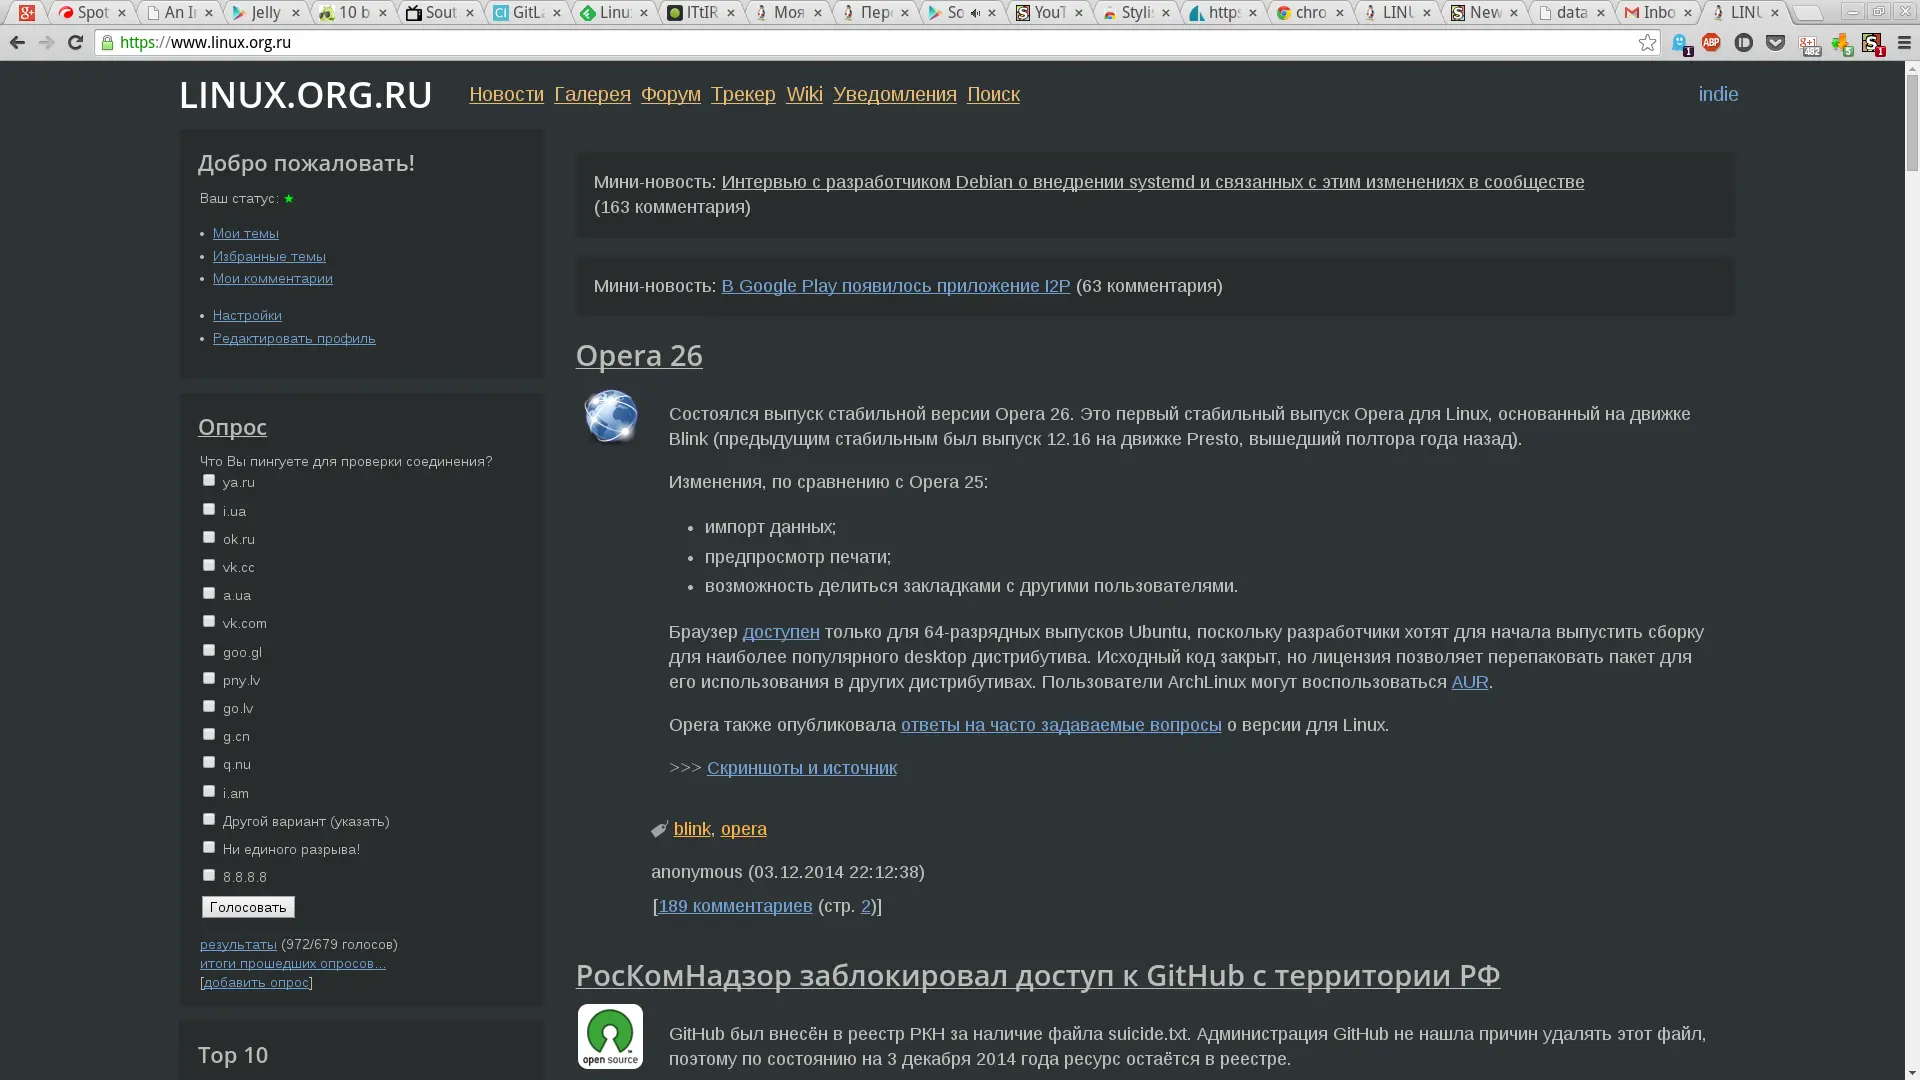 Spot An I Jelly 10 b Sout GitLa Linu lTtIR Моя Пер So YouT Styli https chro LINU New data Inbo LINU
https://www.linux.org.ru
LINUX.ORG.RU Новости Галерея Форум Трекер Wiki Уведомления Поиск indie
Добро пожаловать!
Ваш статус: ★
• Мои темы
• Избранные темы
• Мои комментарии
• Настройки
• Редактировать профиль
Опрос
Что Вы пингуете для проверки соединения?
ya.ru
i.ua
ok.ru
vk.cc
a.ua
vk.com
goo.gl
pny.lv
go.lv
g.cn
q.nu
i.am
Другой вариант (указать)
Ни единого разрыва!
8.8.8.8
Голосовать
результаты (972/679 голосов)
итоги прошедших опросов...
[добавить опрос]
Top 10
Мини-новость: Интервью с разработчиком Debian о внедрении systemd и связанных с этим изменениях в сообществе
(163 комментария)
Мини-новость: В Google Play появилось приложение I2P (63 комментария)
Opera 26
Состоялся выпуск стабильной версии Opera 26. Это первый стабильный выпуск Opera для Linux, основанный на движке
Blink (предыдущим стабильным был выпуск 12.16 на движке Presto, вышедший полтора года назад).
Изменения, по сравнению с Opera 25:
• импорт данных;
• предпросмотр печати;
• возможность делиться закладками с другими пользователями.
Браузер доступен только для 64-разрядных выпусков Ubuntu, поскольку разработчики хотят для начала выпустить сборку
для наиболее популярного desktop дистрибутива. Исходный код закрыт, но лицензия позволяет перепаковать пакет для
его использования в других дистрибутивах. Пользователи ArchLinux могут воспользоваться AUR.
Opera также опубликовала ответы на часто задаваемые вопросы о версии для Linux.
>>> Скриншоты и источник
blink, opera
anonymous (03.12.2014 22:12:38)
[189 комментариев (стр. 2)]
РосКомНадзор заблокировал доступ к GitHub с территории РФ
open source
GitHub был внесён в реестр РКН за наличие файла suicide.txt. Администрация GitHub не нашла причин удалять этот файл,
поэтому по состоянию на 3 декабря 2014 года ресурс остаётся в реестре.